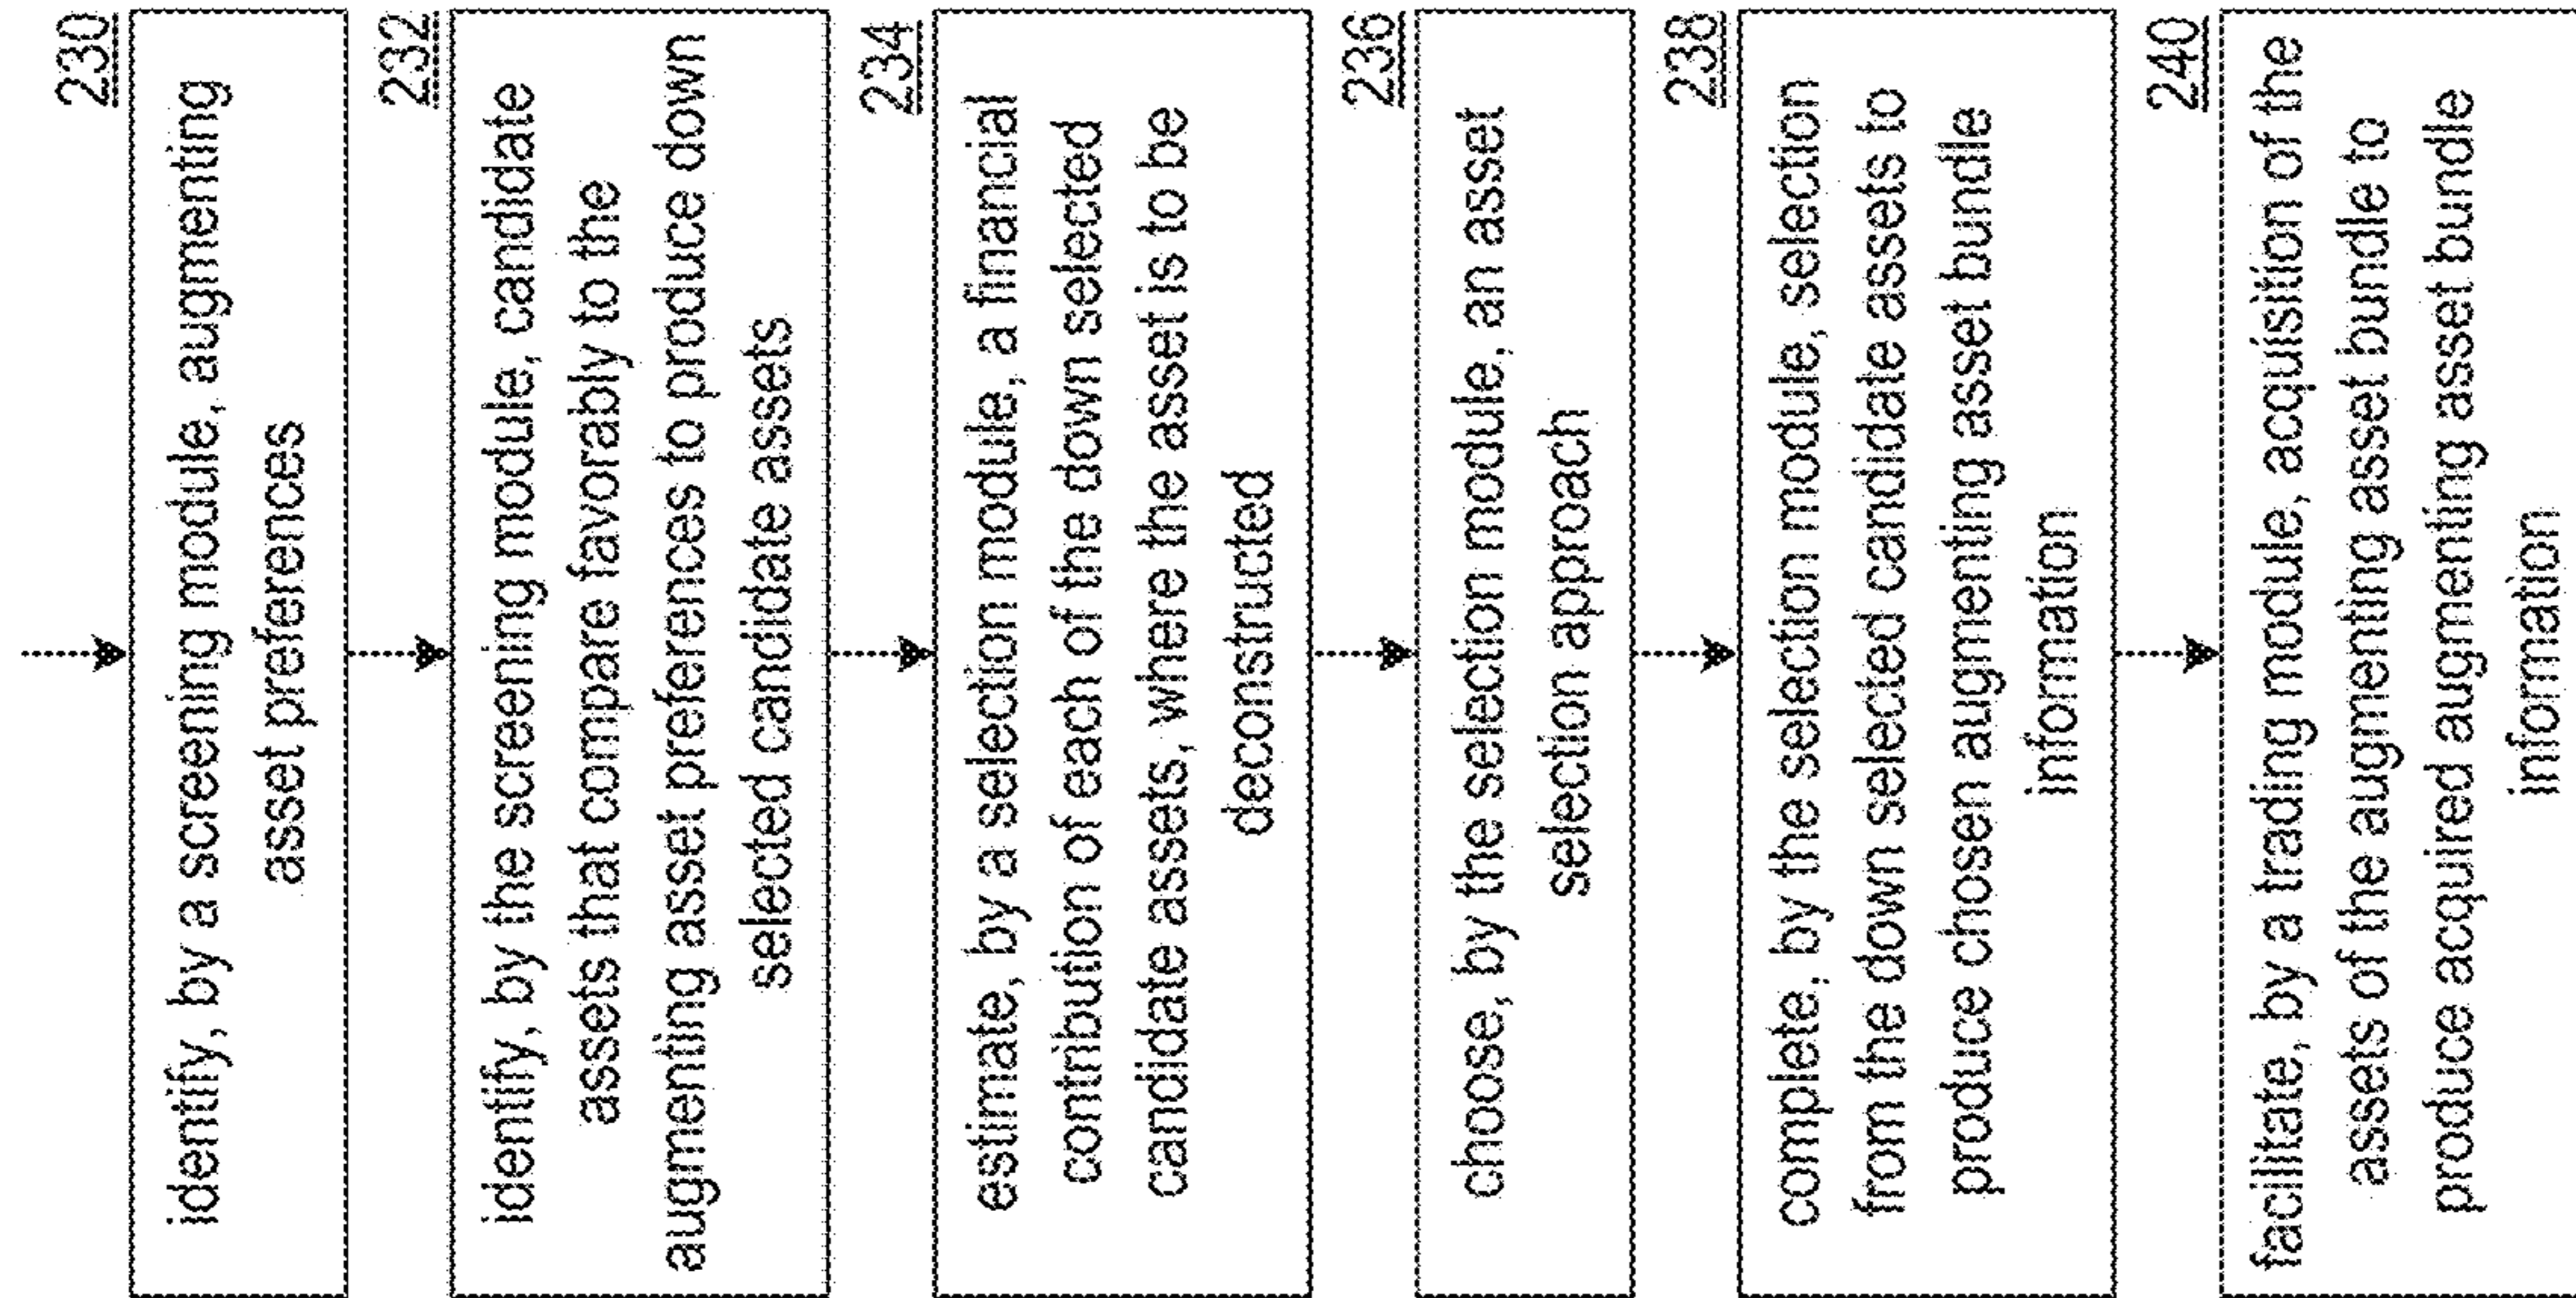 230
identify, by a screening module, augmenting
asset preferences
232
identify, by the screening module, candidate
assets that compare favorably to the
augmenting asset preferences to produce down
selected candidate assets
234
estimate, by a selection module, a financial
contribution of each of the down selected
candidate assets, where the asset is to be
deconstructed
236
choose, by the selection module, an asset
selection approach
238
complete, by the selection module, selection
from the down selected candidate assets to
produce chosen augmenting asset bundle
information
240
facilitate, by a trading module, acquisition of the
assets of the augmenting asset bundle to
produce acquired augmenting asset bundle
information